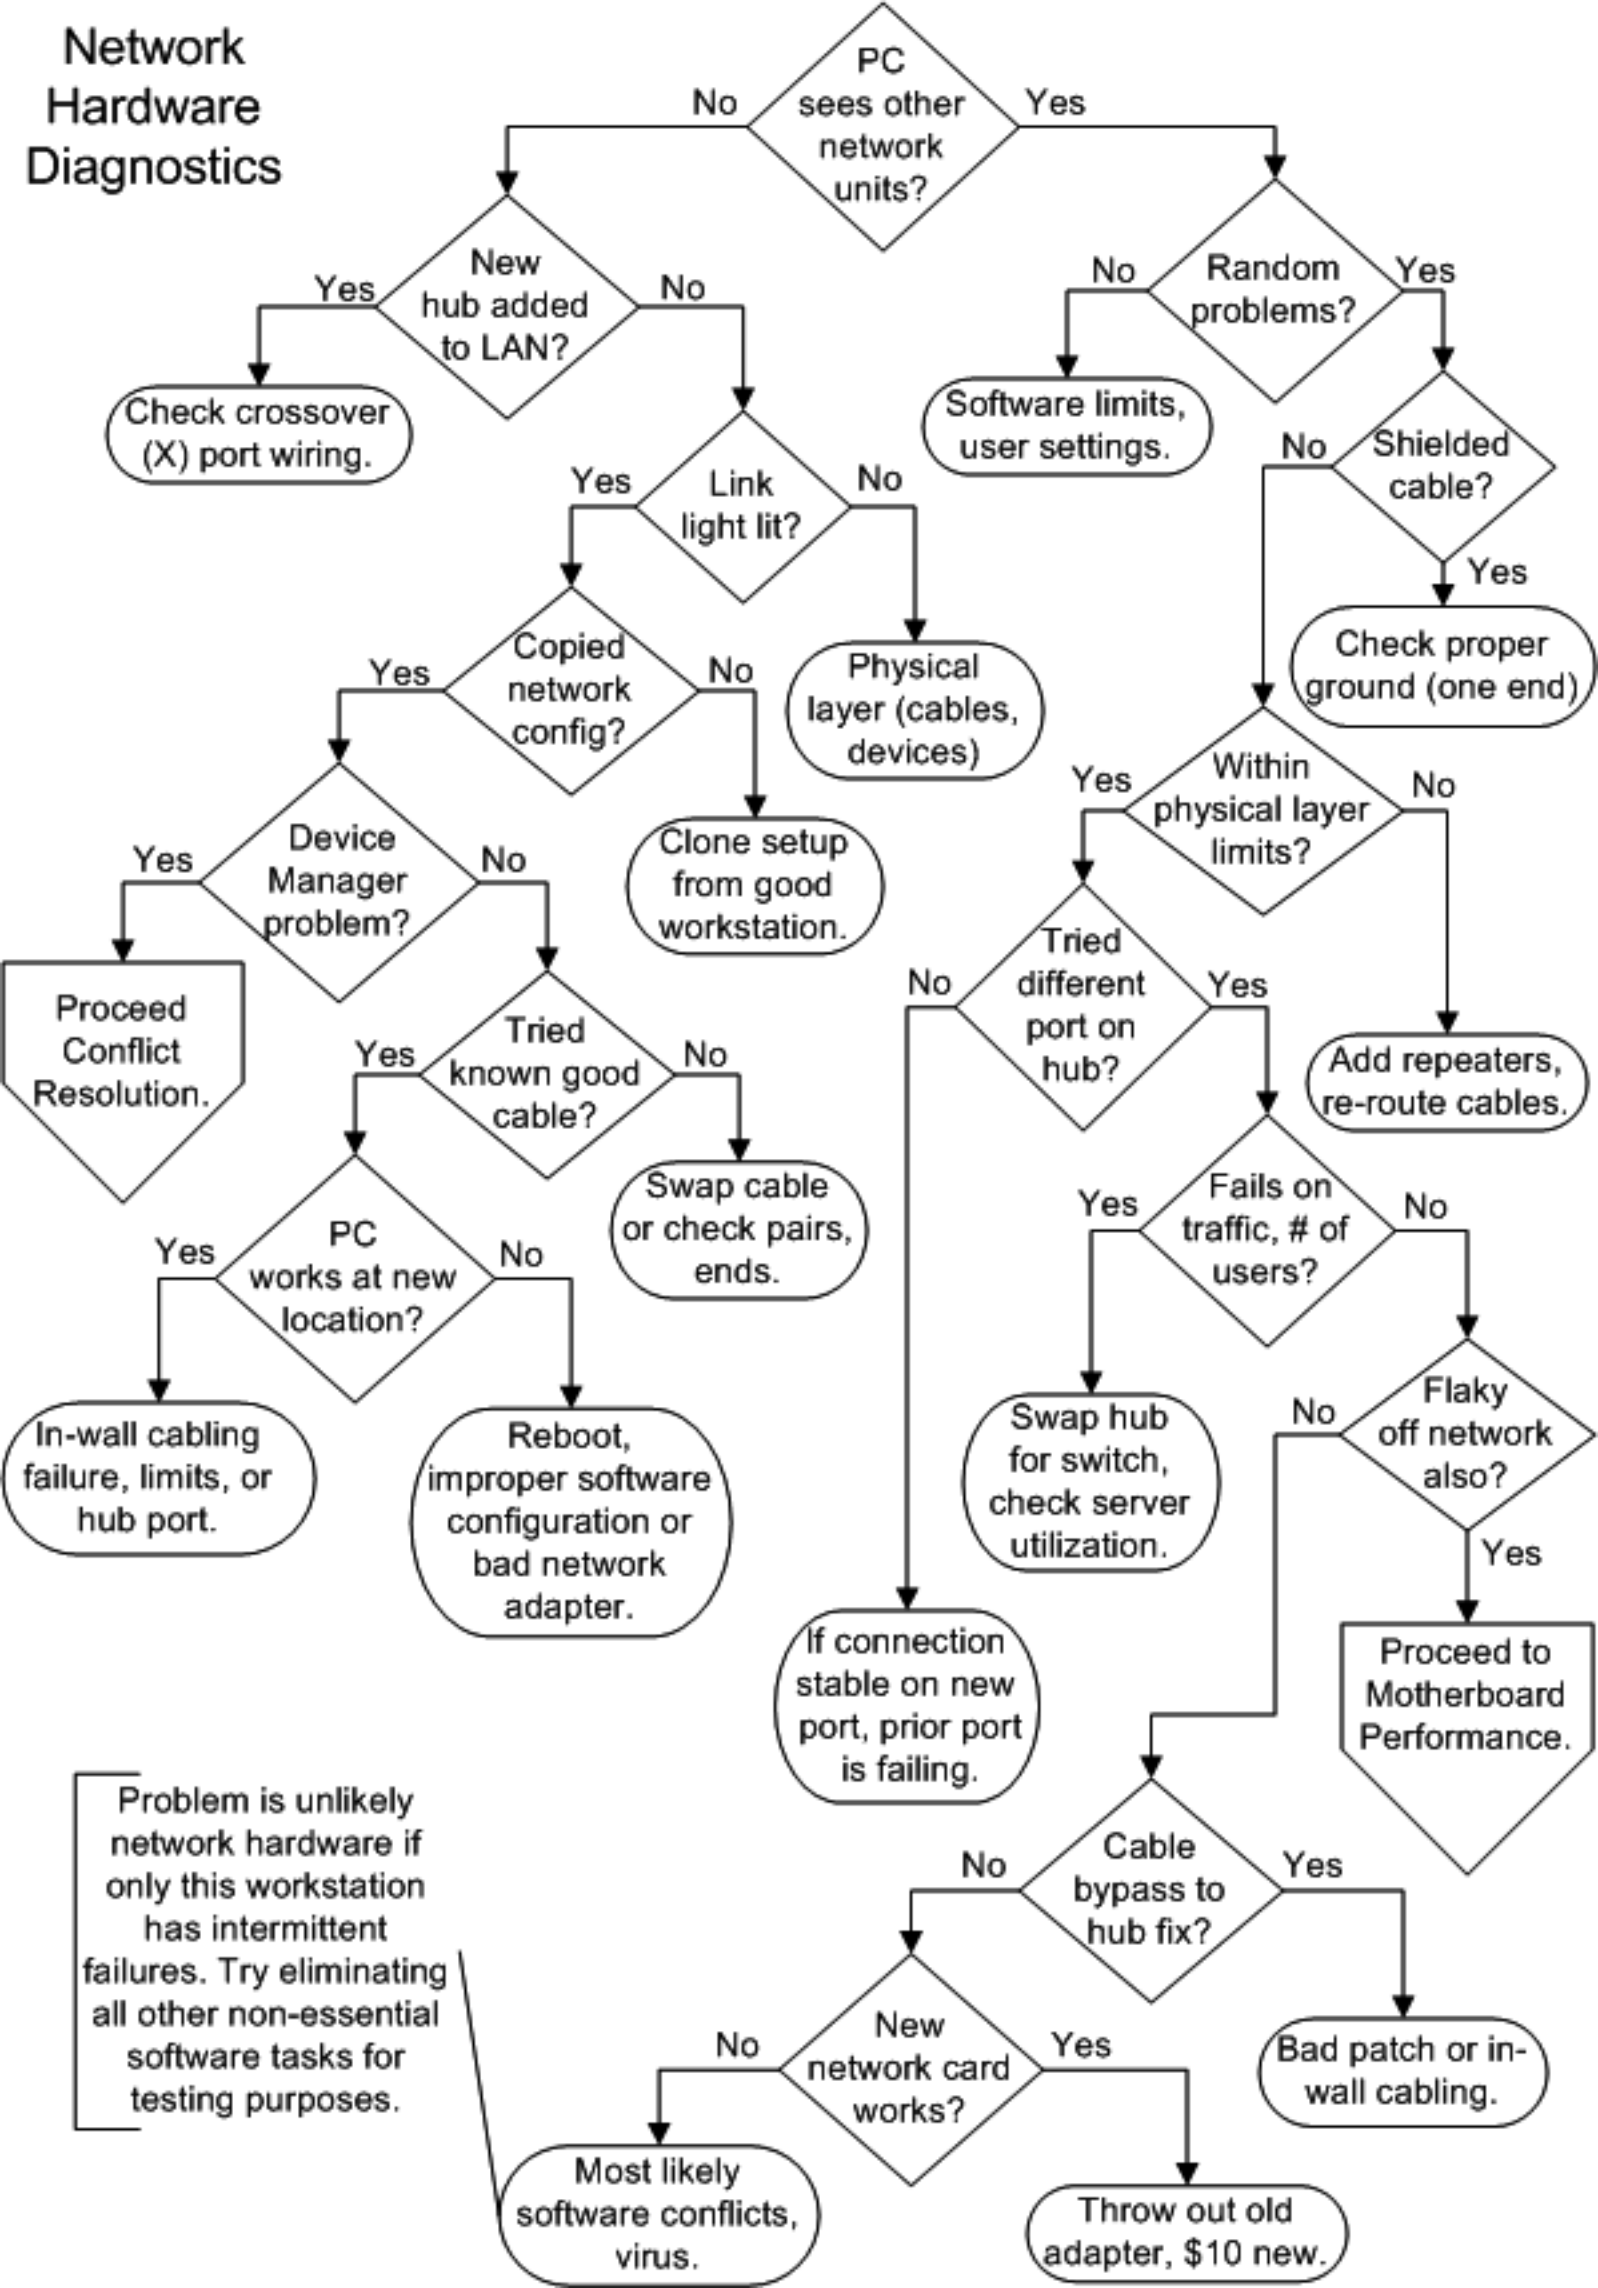 Network
Hardware
Diagnostics
PC
sees other
network
units?
No
Yes
New
hub added
to LAN?
Yes
No
Random
problems?
No
Yes
Check crossover
(X) port wiring.
Software limits,
user settings.
Shielded
cable?
No
Yes
Link
light lit?
Yes
No
Check proper
ground (one end)
Copied
network
config?
Yes
No
Physical
layer (cables,
devices)
Within
physical layer
limits?
Yes
No
Device
Manager
problem?
Yes
No
Clone setup
from good
workstation.
Tried
different
port on
hub?
No
Yes
Proceed
Conflict
Resolution.
Tried
known good
cable?
Yes
No
Add repeaters,
re-route cables.
Swap cable
or check pairs,
ends.
Fails on
traffic, # of
users?
Yes
No
PC
works at new
location?
Yes
No
Flaky
off network
also?
No
Yes
In-wall cabling
failure, limits, or
hub port.
Reboot,
improper software
configuration or
bad network
adapter.
Swap hub
for switch,
check server
utilization.
If connection
stable on new
port, prior port
is failing.
Proceed to
Motherboard
Performance.
Cable
bypass to
hub fix?
No
Yes
Problem is unlikely
network hardware if
only this workstation
has intermittent
failures. Try eliminating
all other non-essential
software tasks for
testing purposes.
New
network card
works?
No
Yes
Bad patch or in-
wall cabling.
Most likely
software conflicts,
virus.
Throw out old
adapter, $10 new.